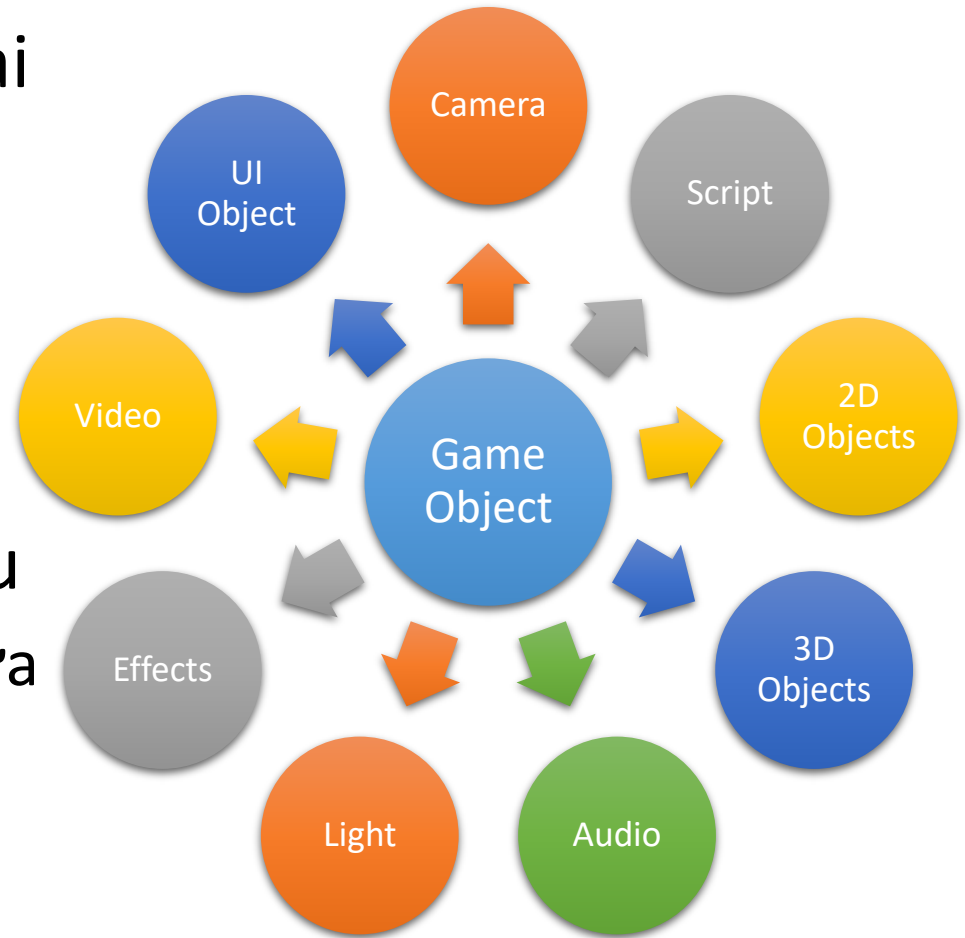 Camera
UI
Object
Script
Video
2D
Objects
Game
Object
Effects
3D
Objects
Light
Audio